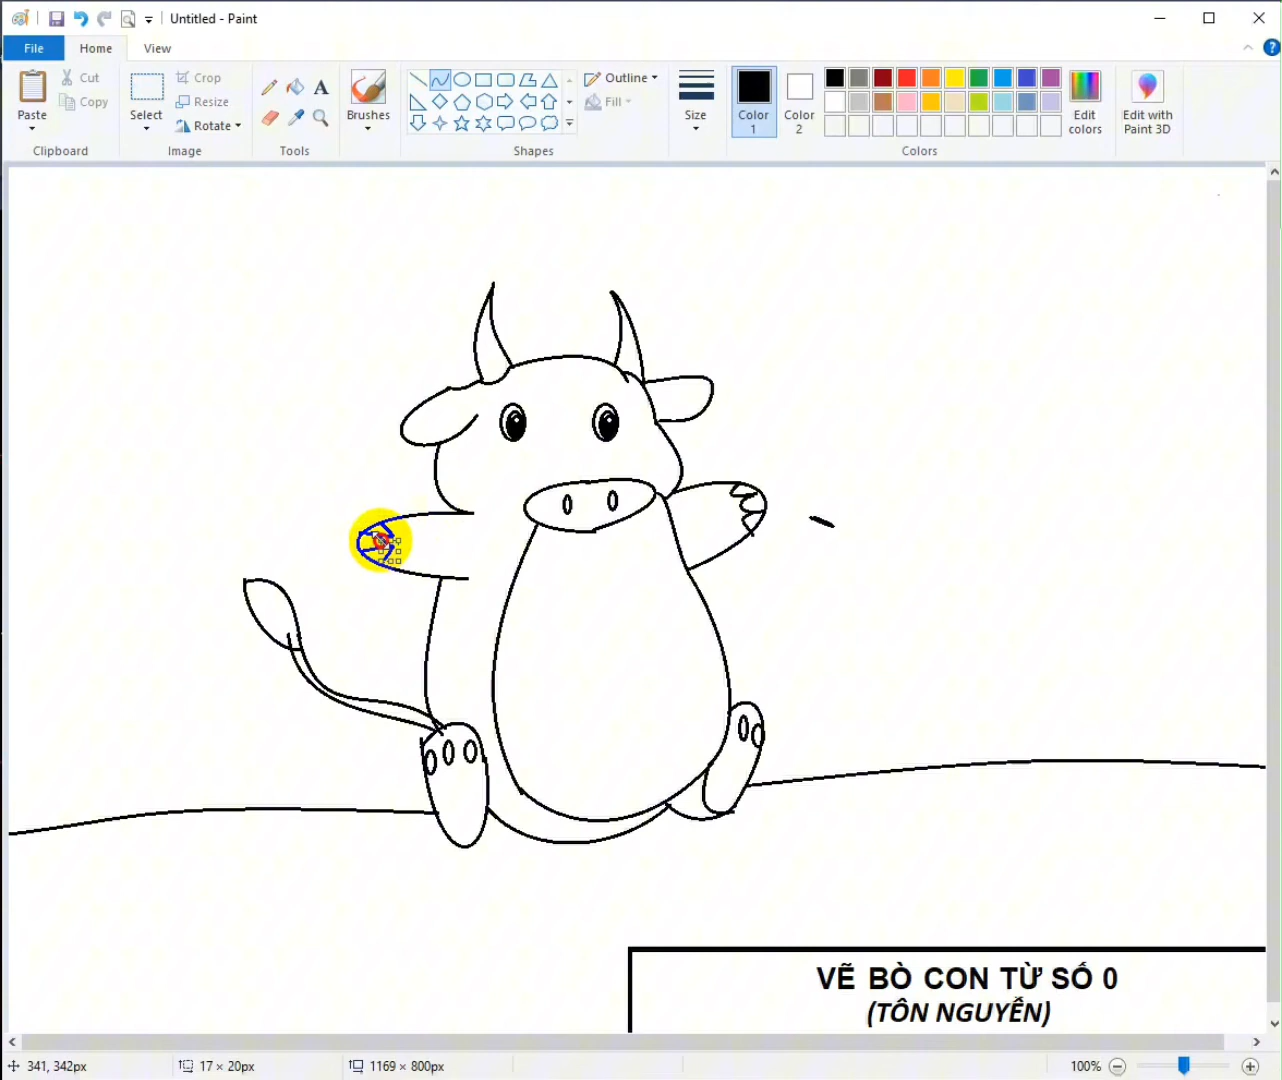 Untitled - Paint
File
Home
View
Paste
Cut
Copy
Clipboard
Select
Crop
Resize
Rotate
Image
A
Tools
Brushes
Outline
Fill
Shapes
Size
Color 1
Color 2
Edit colors
Colors
Edit with Paint 3D
VẼ BÒ CON TỪ SỐ 0
(TÔN NGUYỄN)
341, 342px
17 × 20px
1169 × 800px
100%